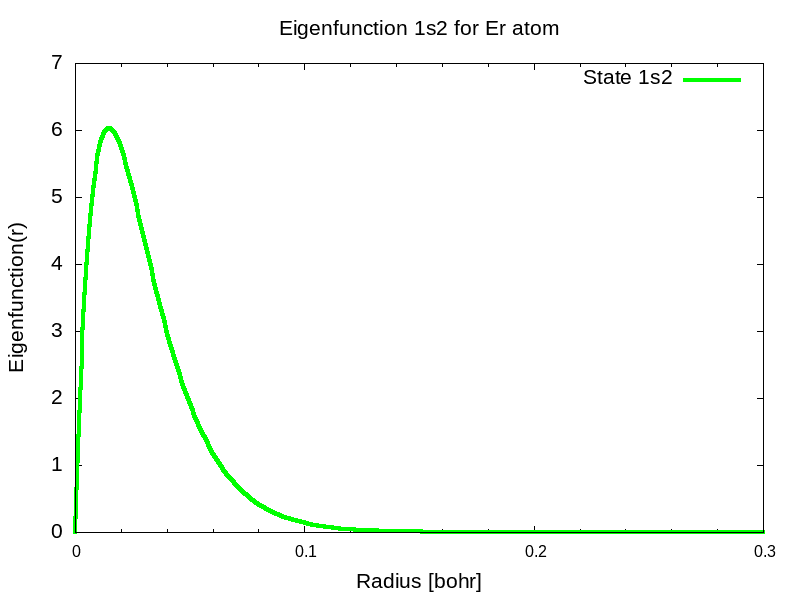 Eigenfunction 1s2 for Er atom
State 1s2
7
6
5
4
3
2
1
0
Eigenfunction(r)
0 0.1 0.2 0.3
Radius [bohr]